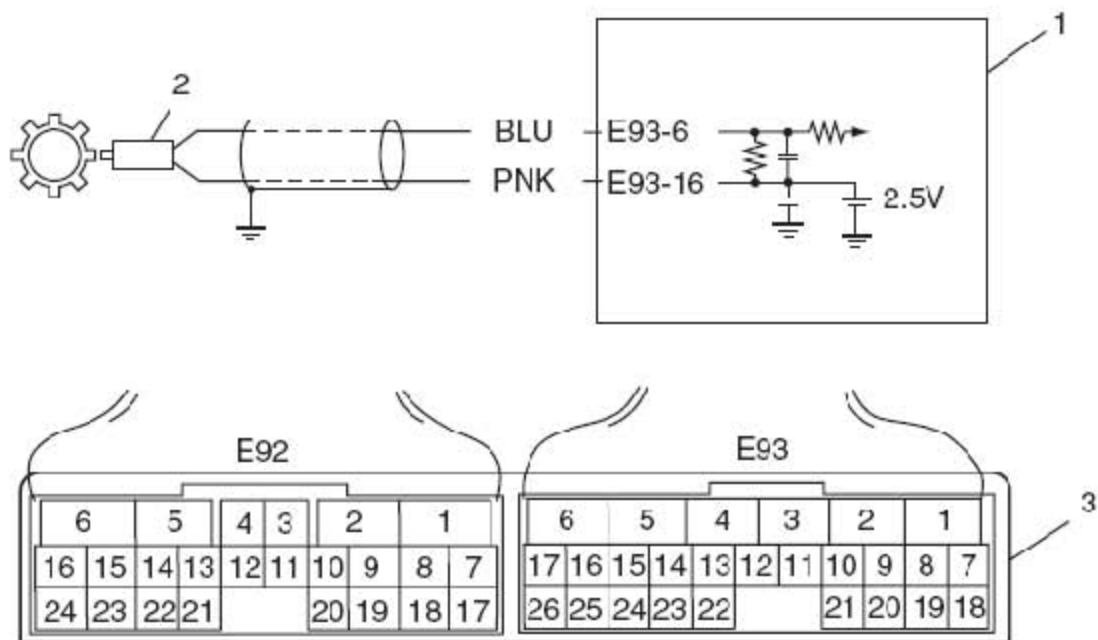 1
2
BLU E93-6
PNK E93-16
2.5V
E92 E93
3
6 5 4 3 2 1 6 5 4 3 2 1
16 15 14 13 12 11 10 9 8 7 17 16 15 14 13 12 11 10 9 8 7
24 23 22 21 20 19 18 17 26 25 24 23 22 21 20 19 18